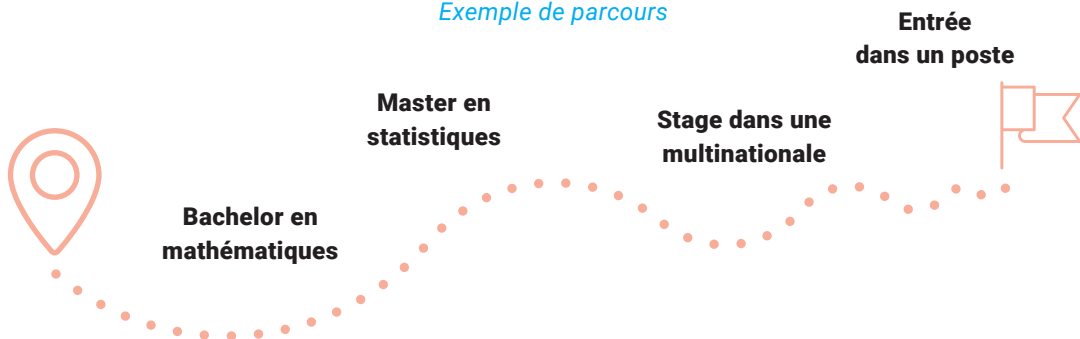 Exemple de parcours
Entrée
dans un poste
Master en
statistiques
Stage dans une
multinationale
Bachelor en
mathématiques